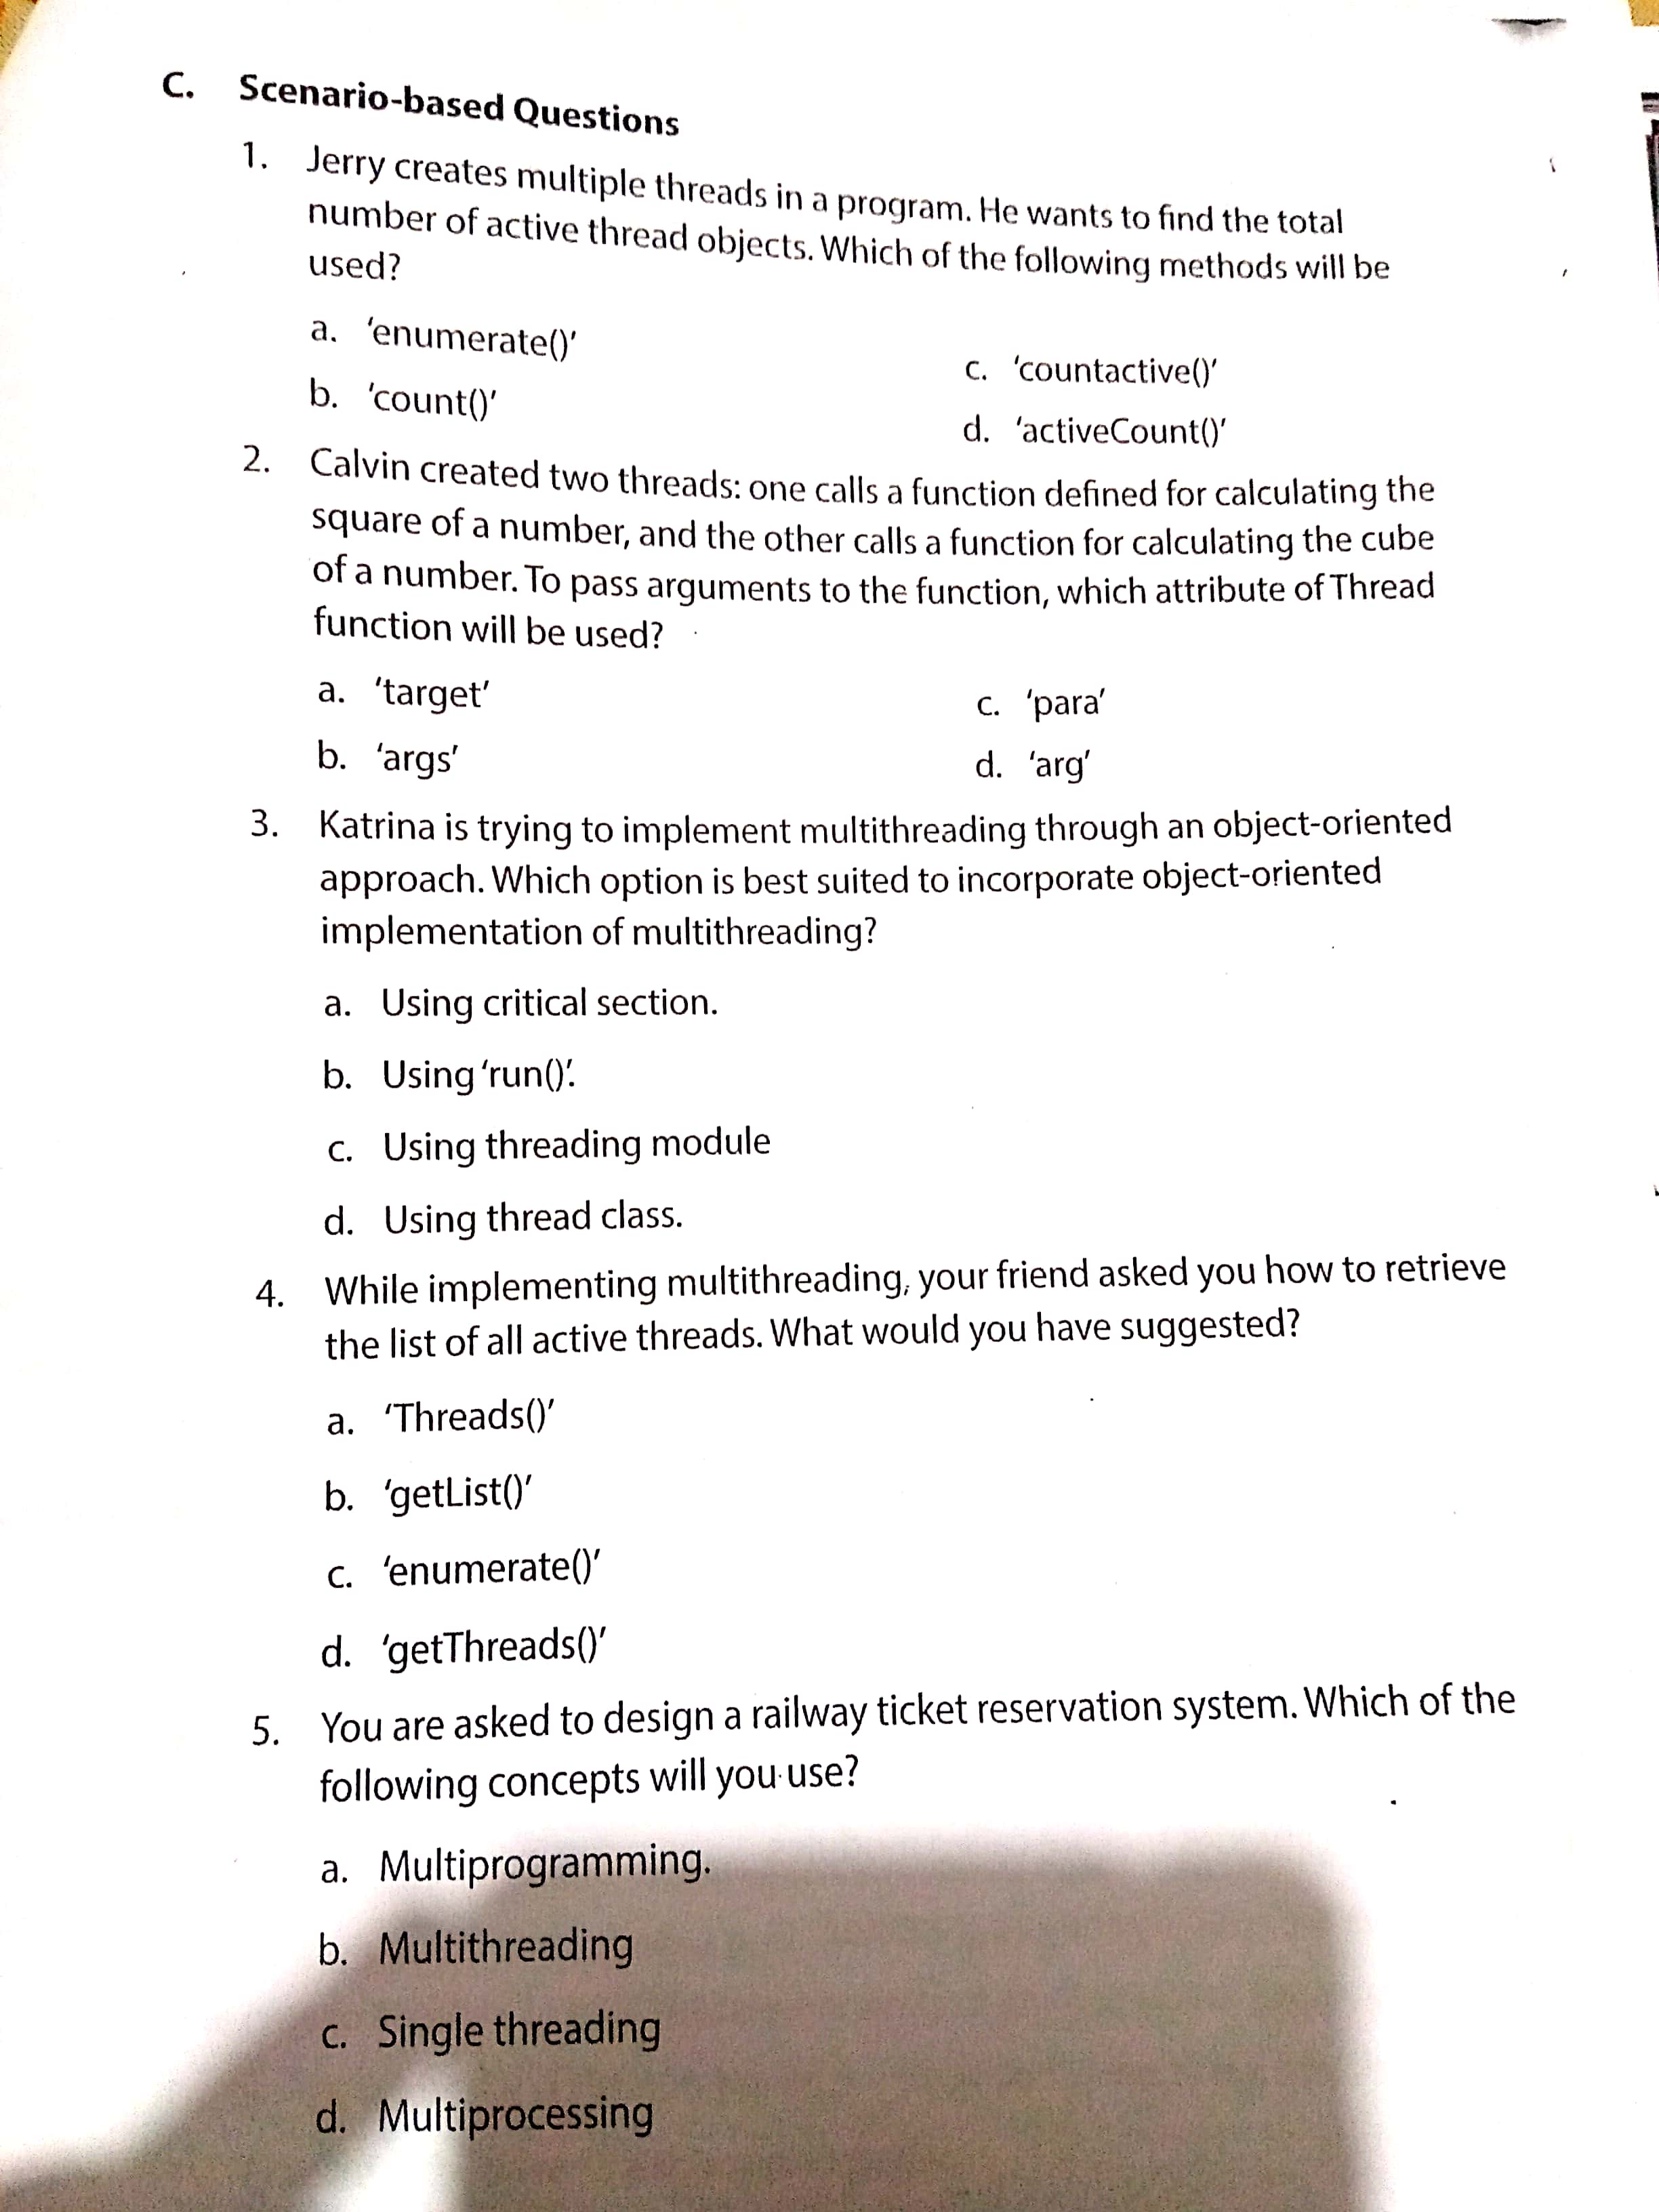 C. Scenario-based Questions
1. Jerry creates multiple threads in a program. He wants to find the total
number of active thread objects. Which of the following methods will be
used?
a. ‘enumerate()’
b. ‘count()’
c. ‘countactive()’
d. ‘activeCount()’
2. Calvin created two threads: one calls a function defined for calculating the
square of a number, and the other calls a function for calculating the cube
of a number. To pass arguments to the function, which attribute of Thread
function will be used?
a. ‘target’
b. ‘args’
c. ‘para’
d. ‘arg’
3. Katrina is trying to implement multithreading through an object-oriented
approach. Which option is best suited to incorporate object-oriented
implementation of multithreading?
a. Using critical section.
b. Using ‘run()’.
c. Using threading module
d. Using thread class.
4. While implementing multithreading, your friend asked you how to retrieve
the list of all active threads. What would you have suggested?
a. ‘Threads()’
b. ‘getList()’
c. ‘enumerate()’
d. ‘getThreads()’
5. You are asked to design a railway ticket reservation system. Which of the
following concepts will you use?
a. Multiprogramming.
b. Multithreading
c. Single threading
d. Multiprocessing